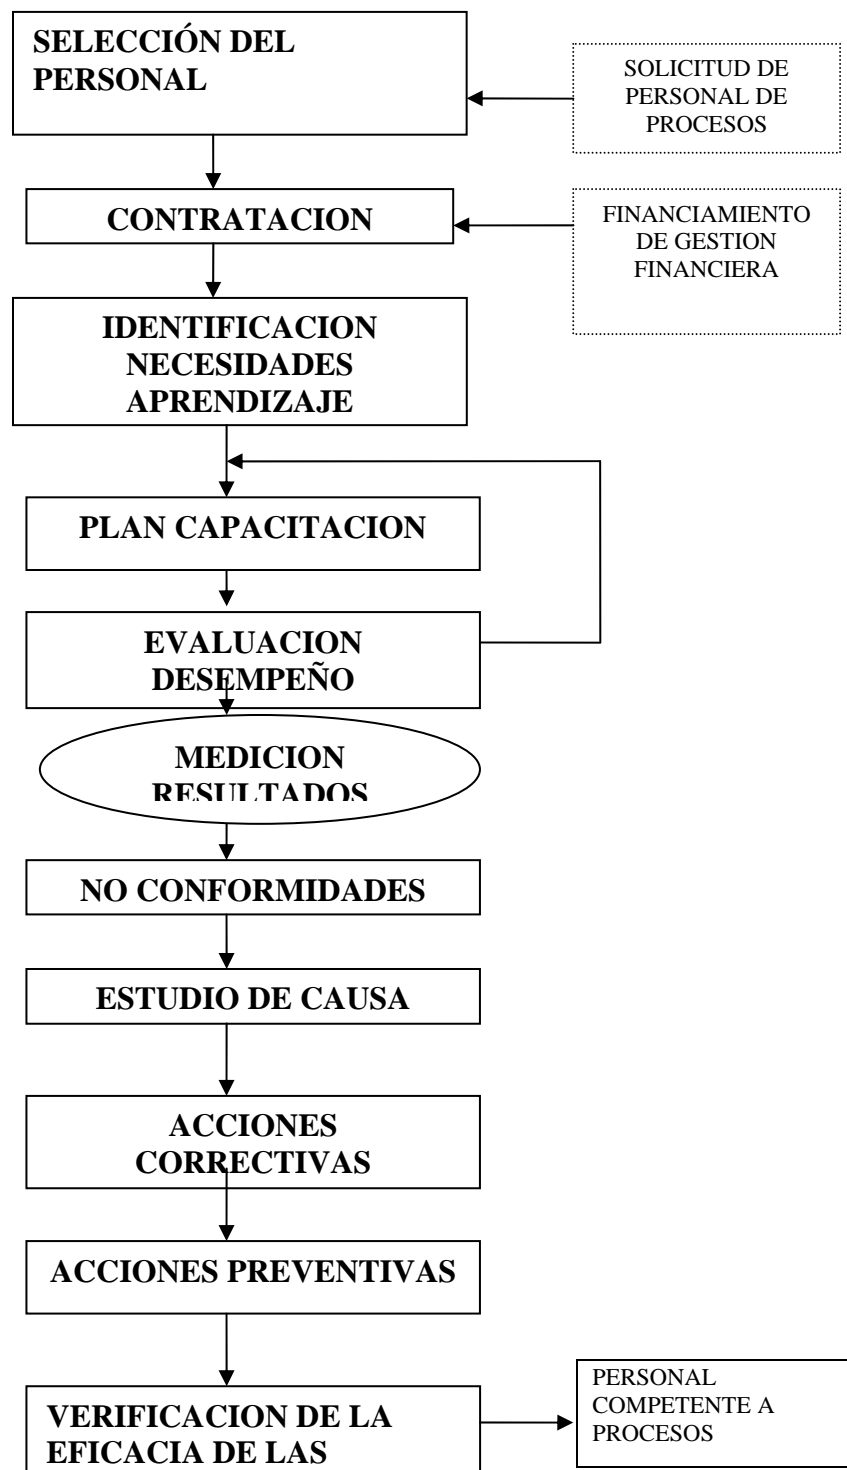 SELECCIÓN DEL
PERSONAL
SOLICITUD DE
PERSONAL DE
PROCESOS
CONTRATACION
FINANCIAMIENTO
DE GESTION
FINANCIERA
IDENTIFICACION
NECESIDADES
APRENDIZAJE
PLAN CAPACITACION
EVALUACION
DESEMPEÑO
MEDICION
RESULTADOS
NO CONFORMIDADES
ESTUDIO DE CAUSA
ACCIONES
CORRECTIVAS
ACCIONES PREVENTIVAS
VERIFICACION DE LA
EFICACIA DE LAS
PERSONAL
COMPETENTE A
PROCESOS